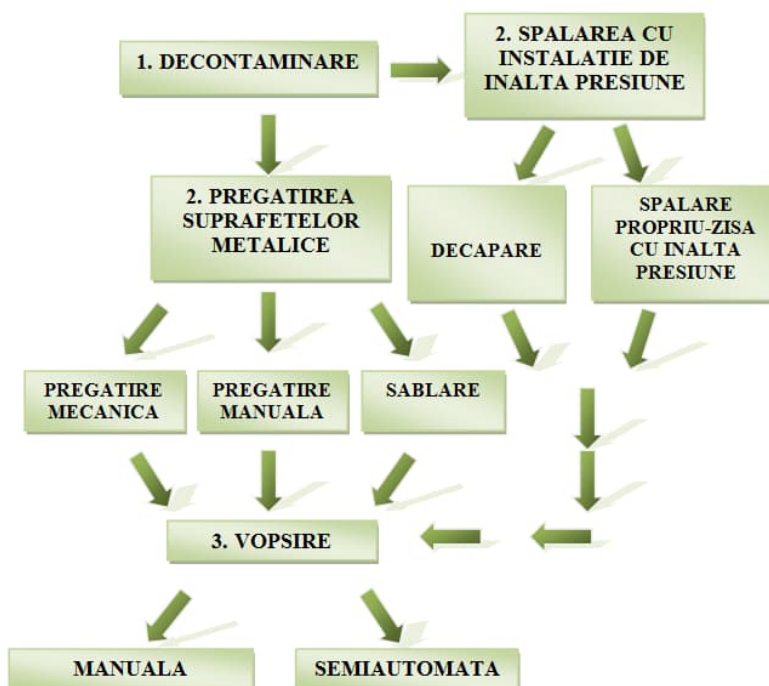 1. DECONTAMINARE
2. SPALAREA CU
INSTALATIE DE
INALTA PRESIUNE
2. PREGATIREA
SUPRAFETELOR
METALICE
DECAPARE
SPALARE
PROPRIU-ZISA
CU INALTA
PRESIUNE
PREGATIRE
MECANICA
PREGATIRE
MANUALA
SABLARE
3. VOPSIRE
MANUALA
SEMIAUTOMATA